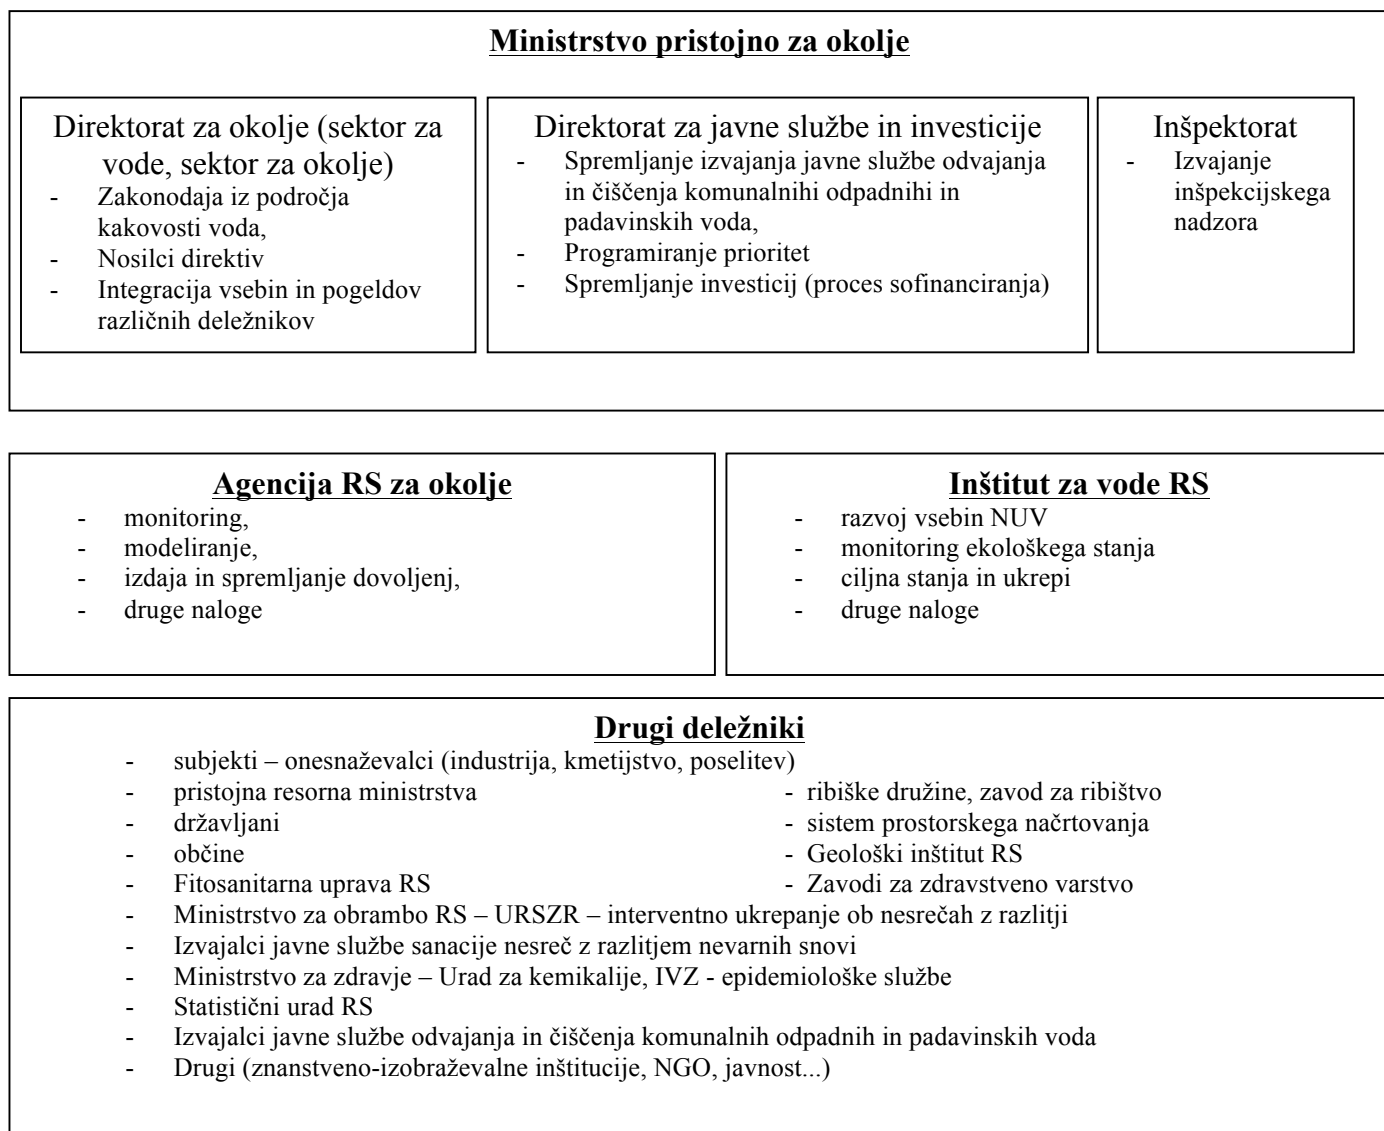 Ministrstvo pristojno za okolje
Direktorat za okolje (sektor za
vode, sektor za okolje)
- Zakonodaja iz področja
kakovosti voda,
- Nosilci direktiv
- Integracija vsebin in pogeldov
različnih deležnikov
Direktorat za javne službe in investicije
- Spremljanje izvajanja javne službe odvajanja
in čiščenja komunalnihi odpadnihi in
padavinskih voda,
- Programiranje prioritet
- Spremljanje investicij (proces sofinanciranja)
Inšpektorat
- Izvajanje
inšpekcijskega
nadzora
Agencija RS za okolje
- monitoring,
- modeliranje,
- izdaja in spremljanje dovoljenj,
- druge naloge
Inštitut za vode RS
- razvoj vsebin NUV
- monitoring ekološkega stanja
- ciljna stanja in ukrepi
- druge naloge
Drugi deležniki
- subjekti – onesnaževalci (industrija, kmetijstvo, poselitev)
- pristojna resorna ministrstva - ribiške družine, zavod za ribištvo
- državljani - sistem prostorskega načrtovanja
- občine - Geološki inštitut RS
- Fitosanitarna uprava RS - Zavodi za zdravstveno varstvo
- Ministrstvo za obrambo RS – URSZR – interventno ukrepanje ob nesrečah z razlitji
- Izvajalci javne službe sanacije nesreč z razlitjem nevarnih snovi
- Ministrstvo za zdravje – Urad za kemikalije, IVZ - epidemiološke službe
- Statistični urad RS
- Izvajalci javne službe odvajanja in čiščenja komunalnih odpadnih in padavinskih voda
- Drugi (znanstveno-izobraževalne inštitucije, NGO, javnost...)